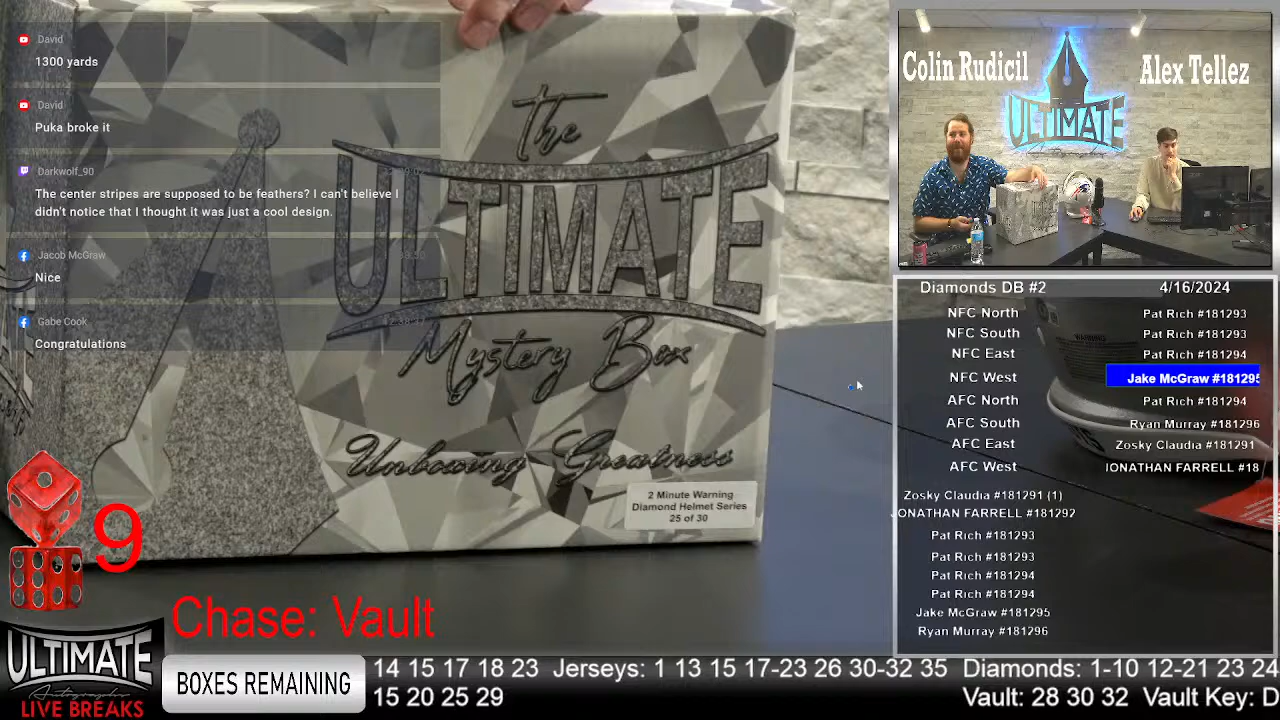 David
1300 yards
David
Puka broke it
Darkwolf_90
The center stripes are supposed to be feathers? I can't believe I
didn't notice that I thought it was just a cool design.
Jacob McGraw
Nice
Gabe Cook
Congratulations
The
ULTIMATE
Mystery Box
Unboxing Greatness
2 Minute Warning
Diamond Helmet Series
25 of 30
9
Chase: Vault
Colin Rudicil
Alex Tellez
ULTIMATE
Diamonds DB #2 4/16/2024
NFC North Pat Rich #181293
NFC South Pat Rich #181293
NFC East Pat Rich #181294
NFC West Jake McGraw #181295
AFC North Pat Rich #181294
AFC South Ryan Murray #181296
AFC East Zosky Claudia #181291
AFC West JONATHAN FARRELL #18
Zosky Claudia #181291 (1)
JONATHAN FARRELL #181292
Pat Rich #181293
Pat Rich #181293
Pat Rich #181294
Pat Rich #181294
Jake McGraw #181295
Ryan Murray #181296
ULTIMATE
Autographs
LIVE BREAKS
BOXES REMAINING
14 15 17 18 23 Jerseys: 1 13 15 17-23 26 30-32 35 Diamonds: 1-10 12-21 23 24
15 20 25 29 Vault: 28 30 32 Vault Key: D